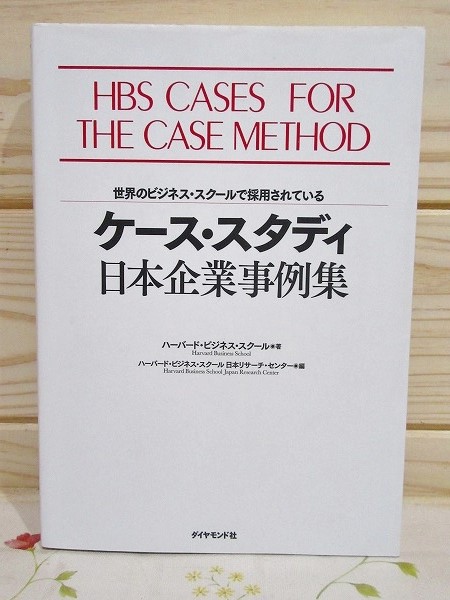 HBS CASES FOR
THE CASE METHOD
世界のビジネス・スクールで採用されている
ケース・スタディ
日本企業事例集
ハーバード・ビジネス・スクール＊著
Harvard Business School
ハーバード・ビジネス・スクール 日本リサーチ・センター＊編
Harvard Business School Japan Research Center
ダイヤモンド社